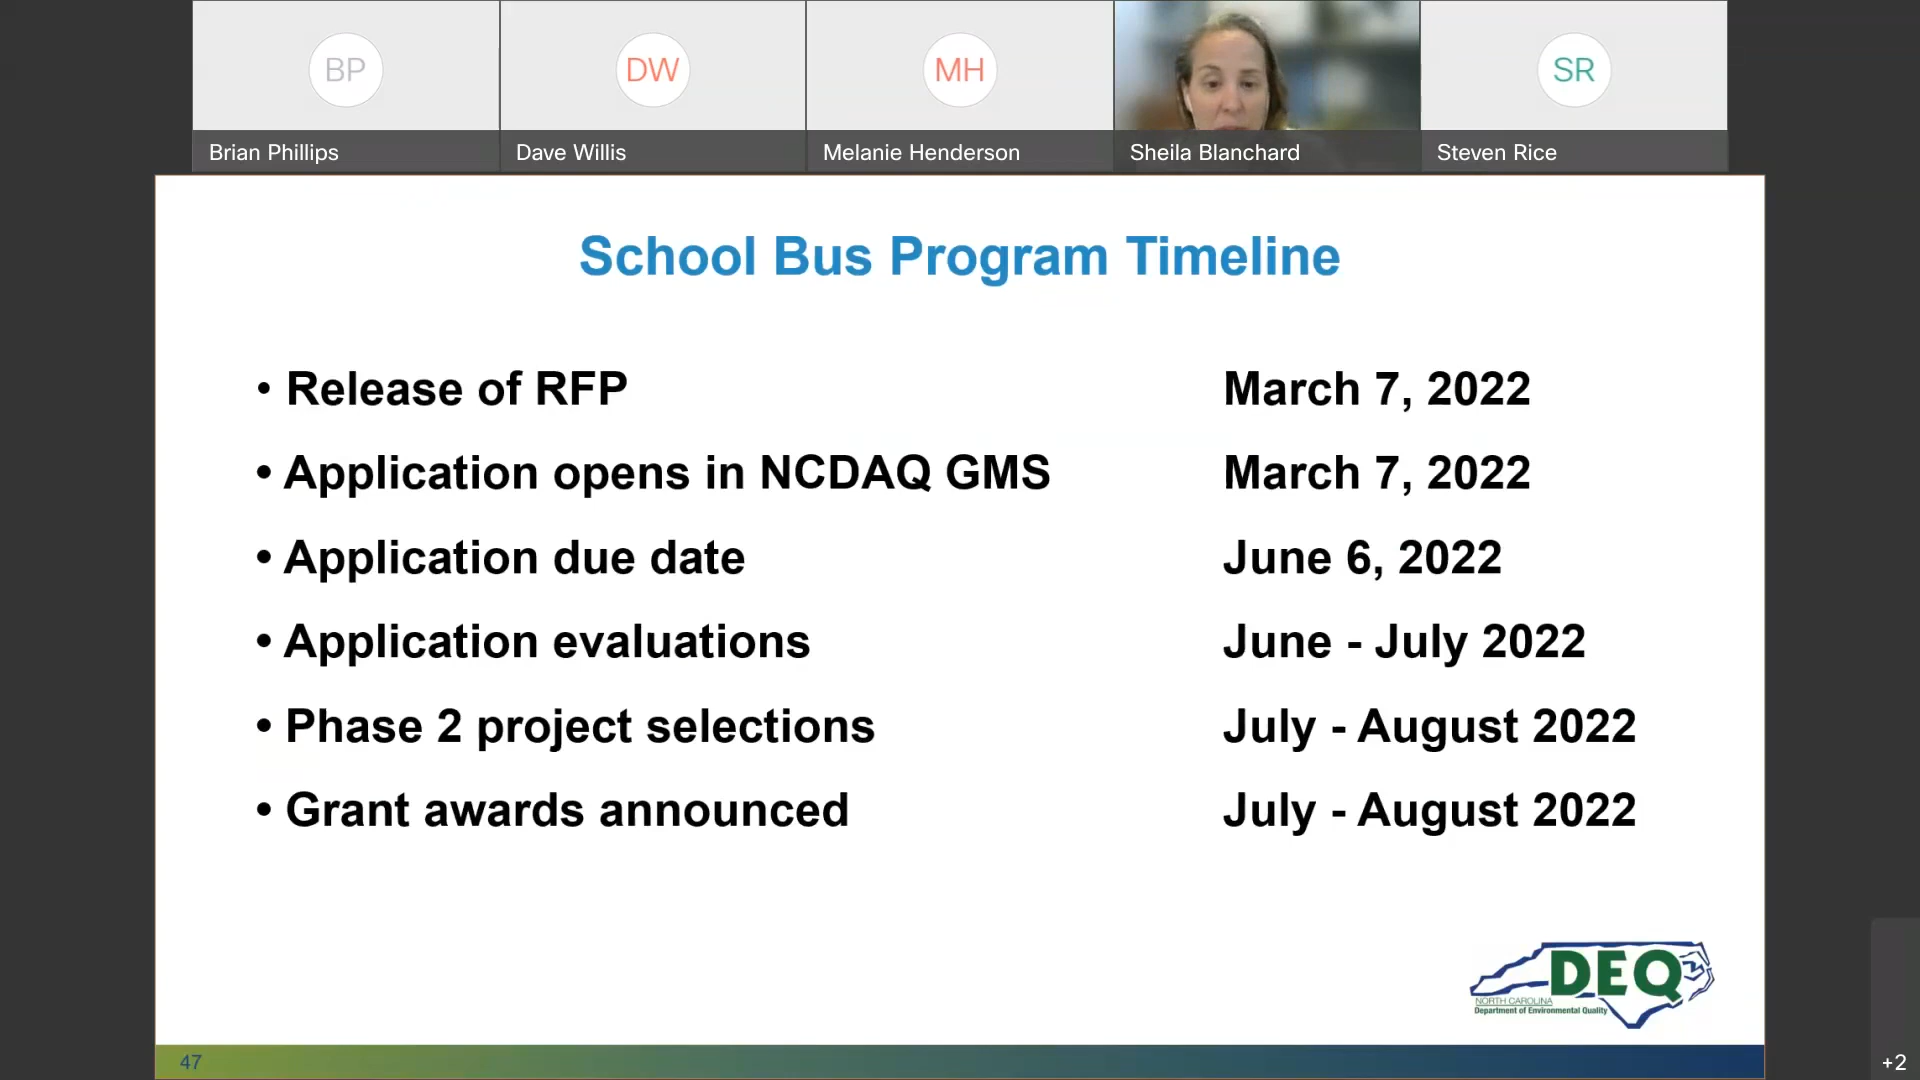 BP
DW
MH
SR
Brian Phillips
Dave Willis
Melanie Henderson
Sheila Blanchard
Steven Rice
School Bus Program Timeline
• Release of RFP March 7, 2022
• Application opens in NCDAQ GMS March 7, 2022
• Application due date June 6, 2022
• Application evaluations June - July 2022
• Phase 2 project selections July - August 2022
• Grant awards announced July - August 2022
DEQ
NORTH CAROLINA
Department of Environmental Quality
47
+2